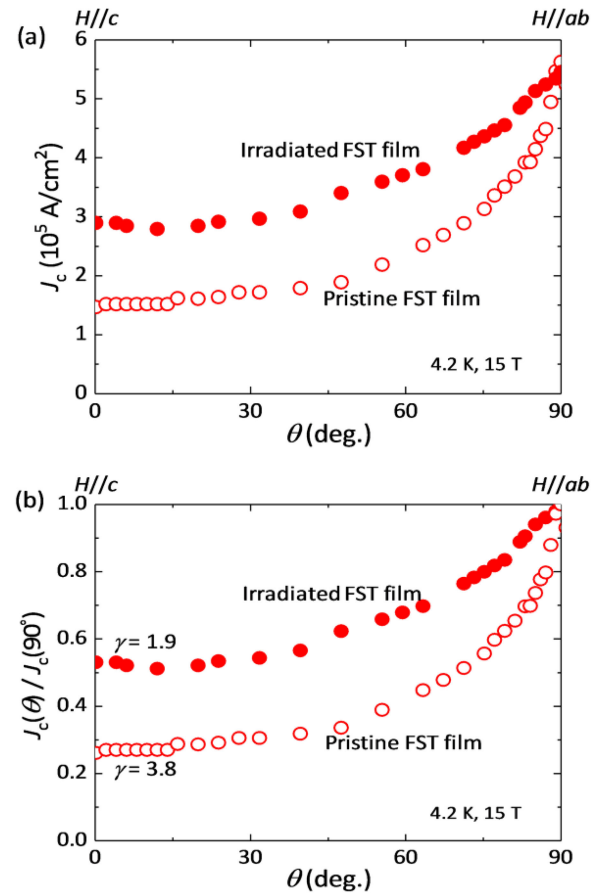 (a)
H//c
H//ab
6
5
4
3
2
1
0
J_c (10^5 A/cm^2)
Irradiated FST film
Pristine FST film
4.2 K, 15 T
0
30
60
90
θ (deg.)
(b)
H//c
H//ab
1.0
0.8
0.6
0.4
0.2
0.0
J_c(θ) / J_c(90°)
Irradiated FST film
γ = 1.9
Pristine FST film
γ = 3.8
4.2 K, 15 T
0
30
60
90
θ (deg.)